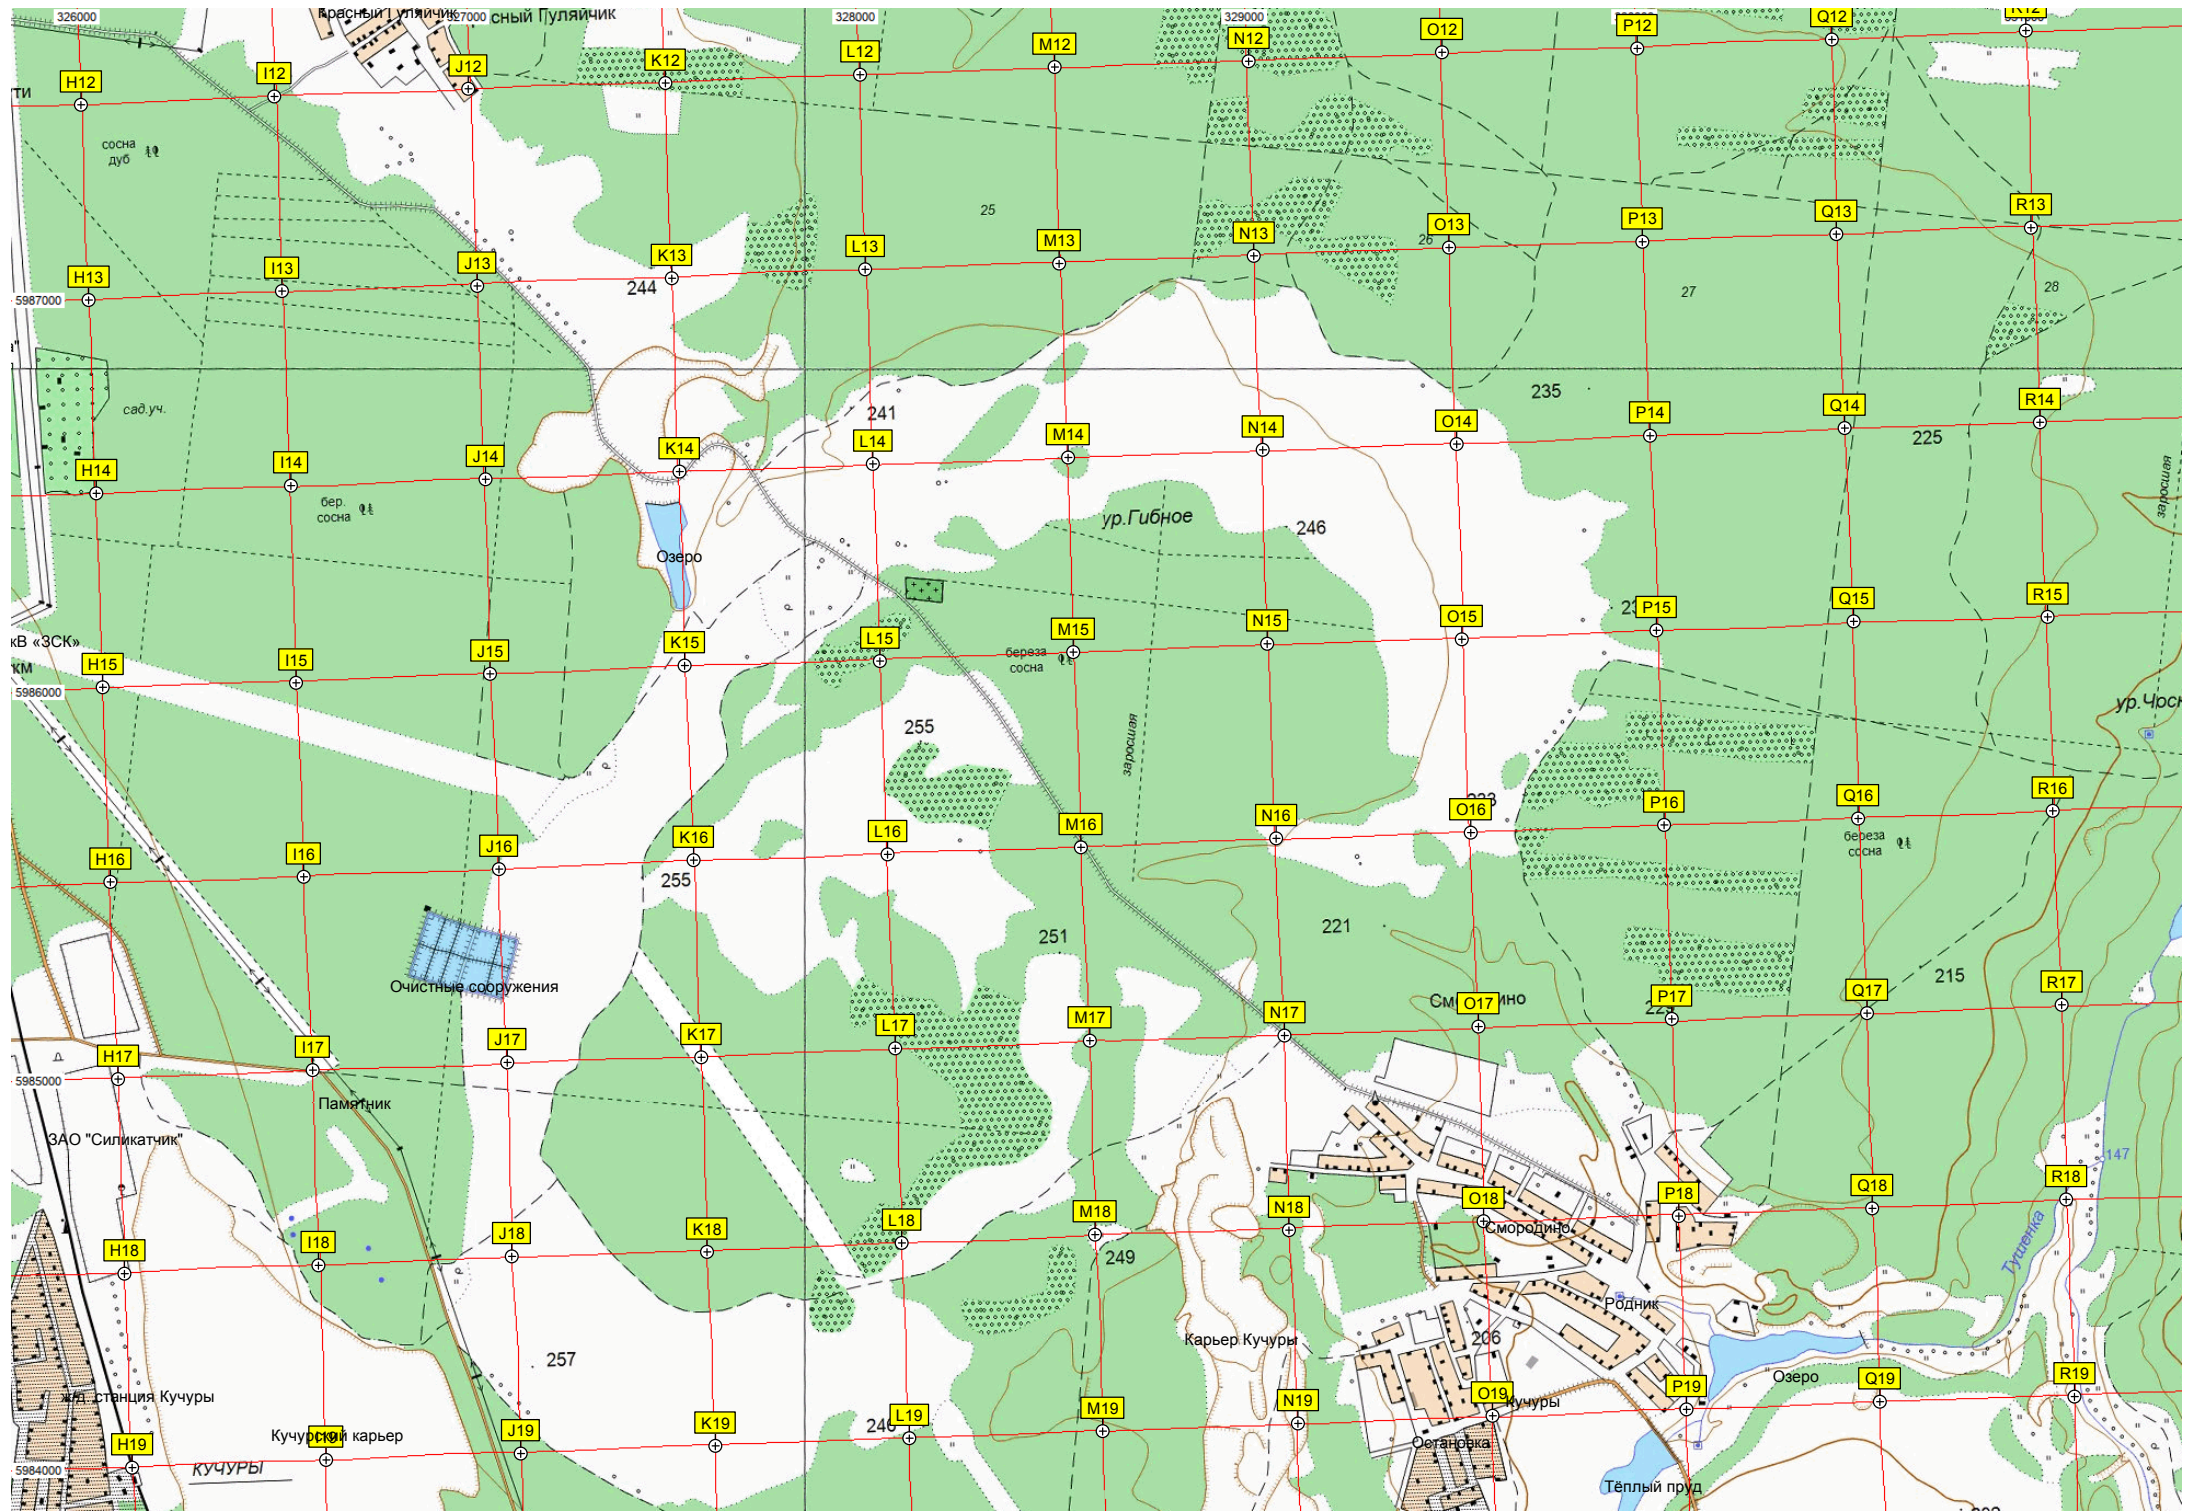 326000
327000
328000
329000
Красный Гуляйчик
сный Гуляйчик
H12
I12
J12
K12
L12
M12
N12
O12
P12
Q12
R12
ти
сосна
дуб
25
26
27
28
H13
I13
J13
K13
L13
M13
N13
O13
P13
Q13
R13
5987000
244
сад.уч.
241
235
225
H14
I14
J14
K14
L14
M14
N14
O14
P14
Q14
R14
бер.
сосна
ур.Гибное
246
заросшая
Озеро
кВ «ЗСК»
км
H15
I15
J15
K15
L15
M15
N15
O15
P15
Q15
R15
береза
сосна
5986000
255
заросшая
H16
I16
J16
K16
L16
M16
N16
O16
P16
Q16
R16
береза
сосна
255
221
251
215
Очистные сооружения
H17
I17
J17
K17
L17
M17
N17
O17
P17
Q17
R17
5985000
Памятник
ЗАО "Силикатчик"
147
H18
I18
J18
K18
L18
M18
N18
O18
P18
Q18
R18
Смородино
249
Тушенка
Родник
257
206
Карьер Кучуры
ж/д станция Кучуры
Озеро
H19
J19
K19
L19
M19
N19
O19
P19
Q19
R19
Кучуры
246
Кучурский карьер
Остановка
5984000
КУЧУРЫ
Тёплый пруд